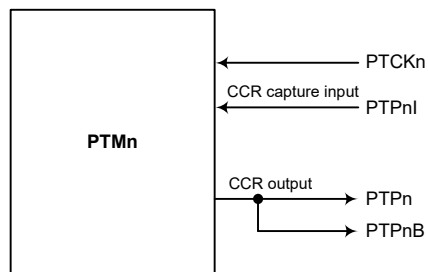 PTCKn
CCR capture input
PTPnI
PTMn
CCR output
PTPn
PTPnB